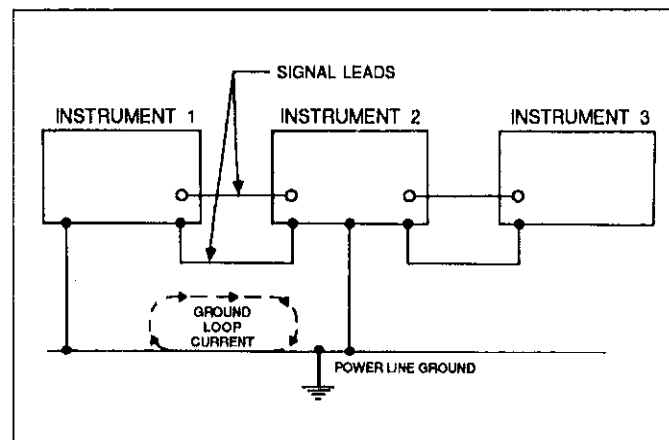 SIGNAL LEADS
INSTRUMENT 1
INSTRUMENT 2
INSTRUMENT 3
GROUND
LOOP
CURRENT
POWER LINE GROUND